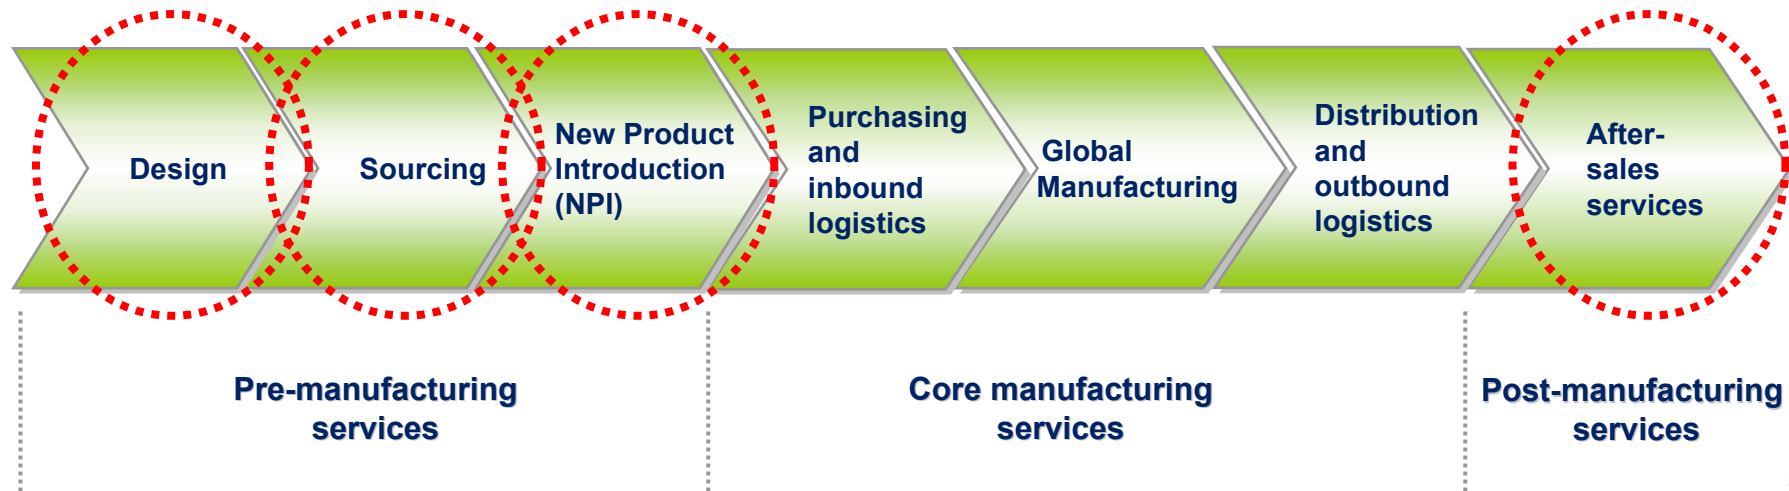 Design
Sourcing
New Product
Introduction
(NPI)
Purchasing
and
inbound
logistics
Global
Manufacturing
Distribution
and
outbound
logistics
After-
sales
services
Pre-manufacturing
services
Core manufacturing
services
Post-manufacturing
services